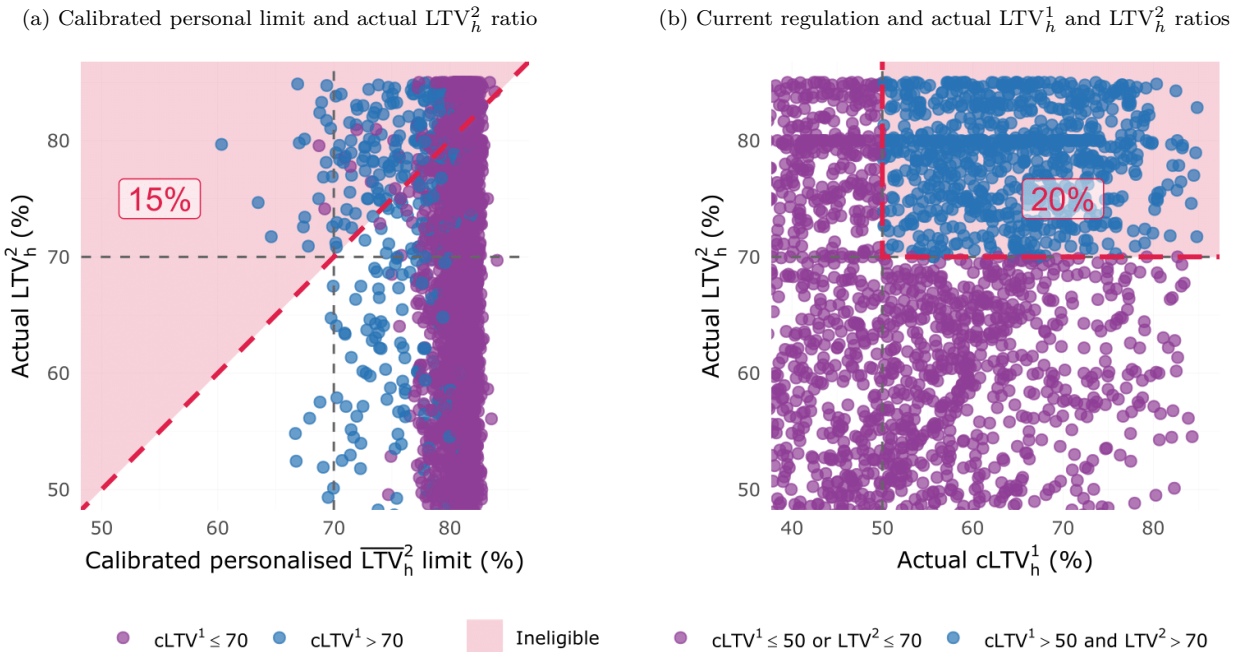 (a) Calibrated personal limit and actual LTV²ₕ ratio
(b) Current regulation and actual LTV¹ₕ and LTV²ₕ ratios
Actual LTV²ₕ (%)
80
70
60
50
15%
50
60
70
80
Calibrated personalised L̅T̅V̅²ₕ limit (%)
Actual LTV²ₕ (%)
80
70
60
50
20%
40
50
60
70
80
Actual cLTV¹ₕ (%)
cLTV¹ ≤ 70
cLTV¹ > 70
Ineligible
cLTV¹ ≤ 50 or LTV² ≤ 70
cLTV¹ > 50 and LTV² > 70